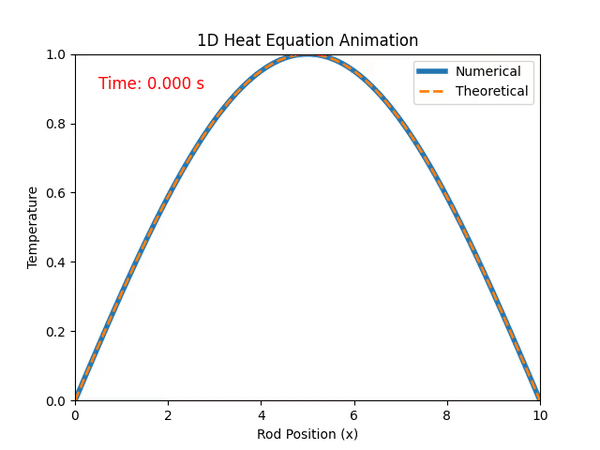 1D Heat Equation Animation
Time: 0.000 s
Numerical
Theoretical
Temperature
1.0
0.8
0.6
0.4
0.2
0.0
0 2 4 6 8 10
Rod Position (x)